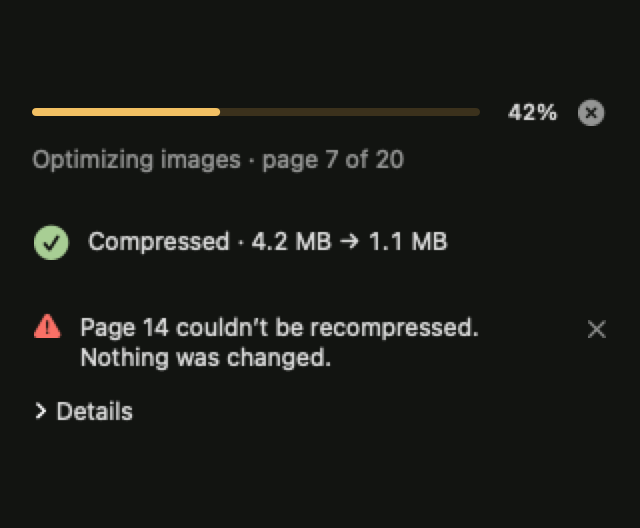 42%
Optimizing images · page 7 of 20
Compressed · 4.2 MB → 1.1 MB
Page 14 couldn’t be recompressed.
Nothing was changed.
Details